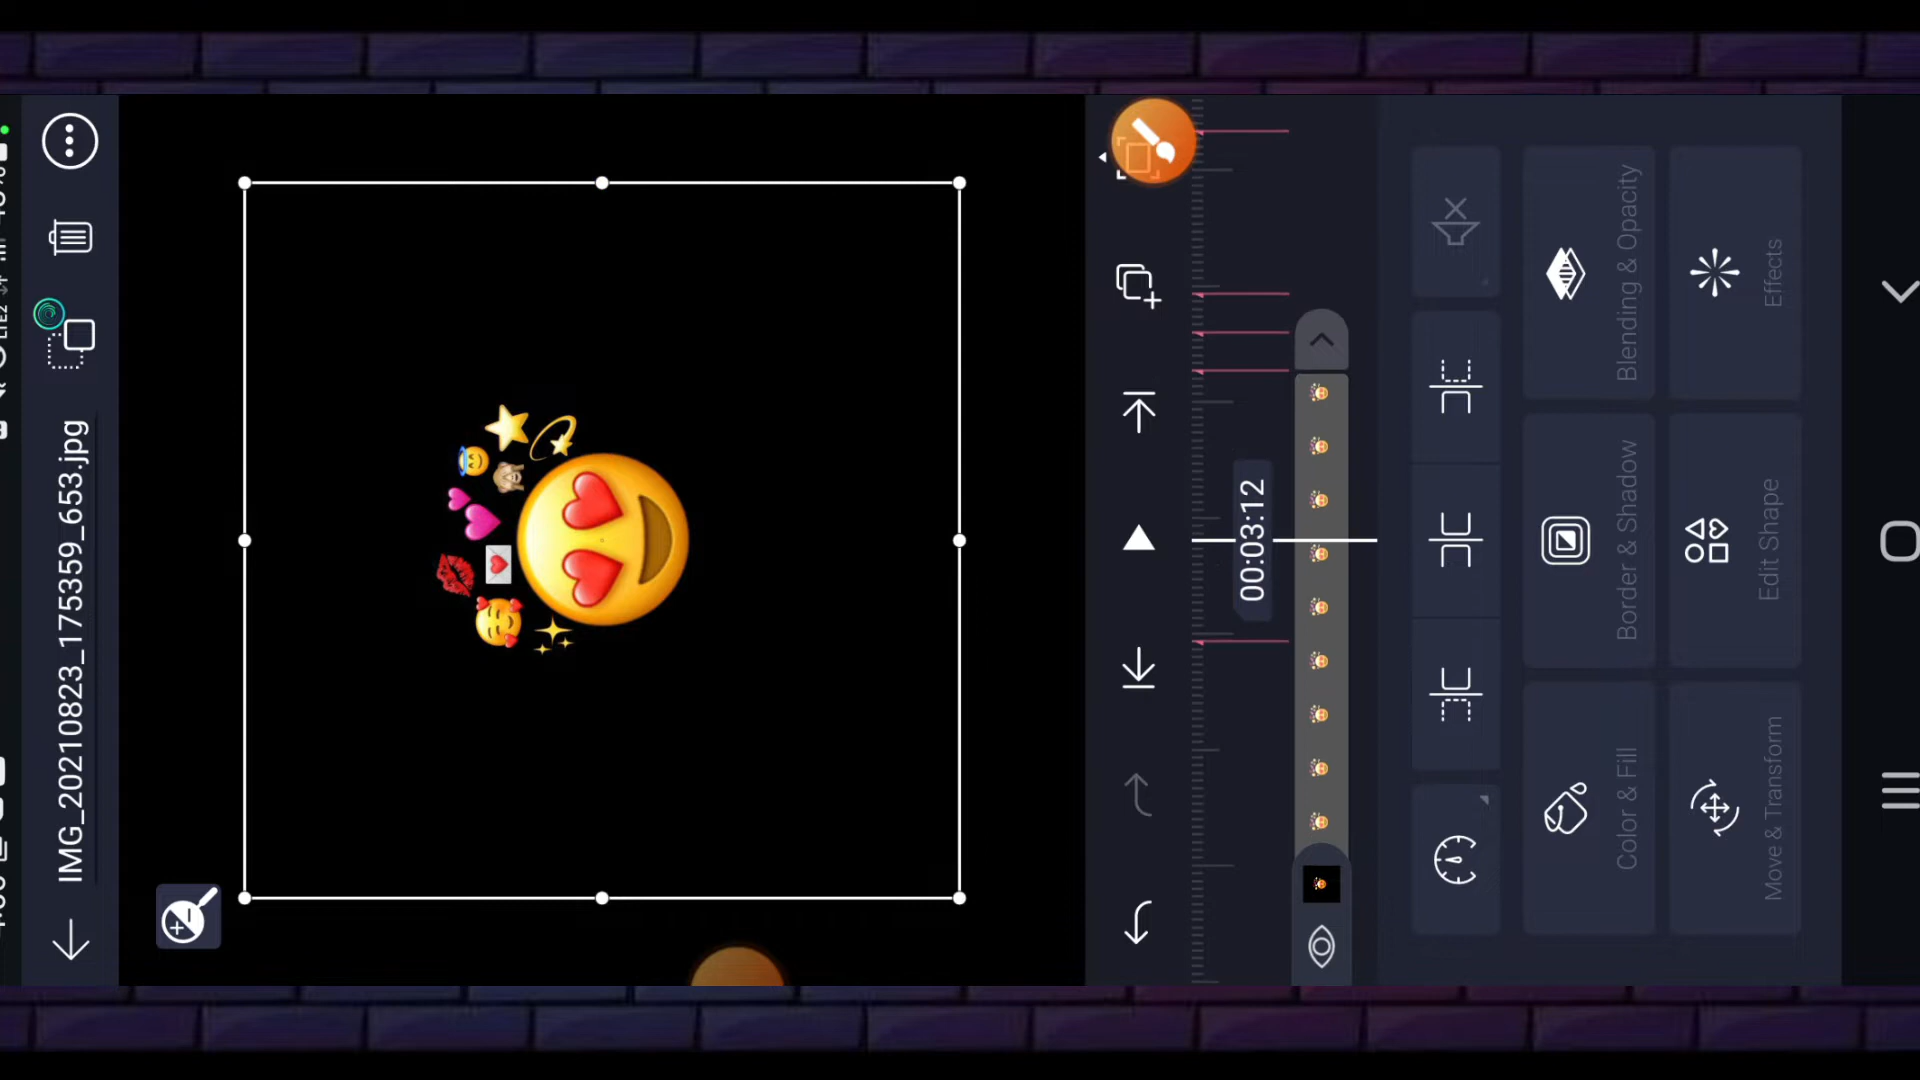 IMG_20210823_175359_653.jpg
00:03:12
Blending & Opacity
Effects
Border & Shadow
Edit Shape
Color & Fill
Move & Transform